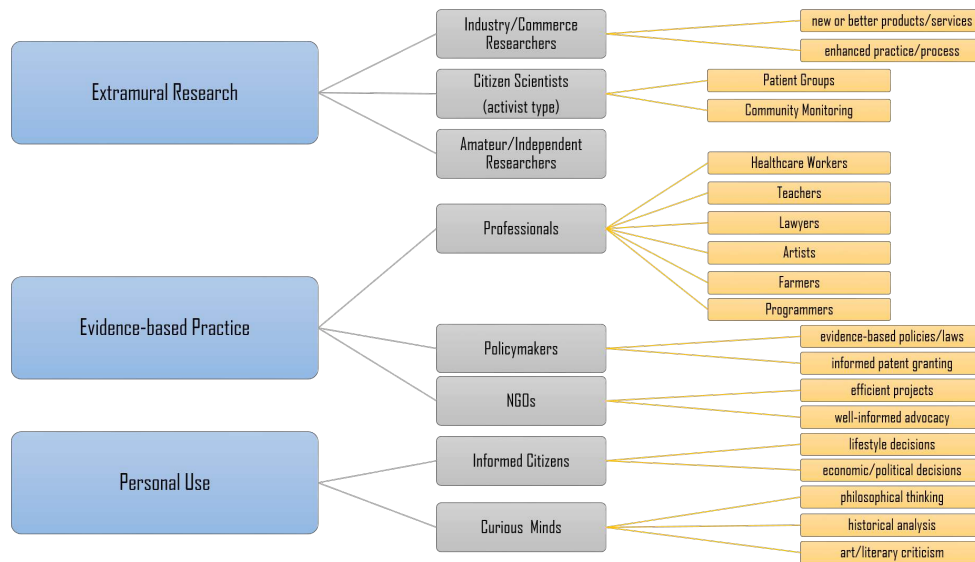 Extramural Research
Industry/Commerce
Researchers
new or better products/services
enhanced practice/process
Citizen Scientists
(activist type)
Patient Groups
Community Monitoring
Amateur/Independent
Researchers
Evidence-based Practice
Professionals
Healthcare Workers
Teachers
Lawyers
Artists
Farmers
Programmers
Policymakers
evidence-based policies/laws
informed patent granting
NGOs
efficient projects
well-informed advocacy
Personal Use
Informed Citizens
lifestyle decisions
economic/political decisions
Curious Minds
philosophical thinking
historical analysis
art/literary criticism